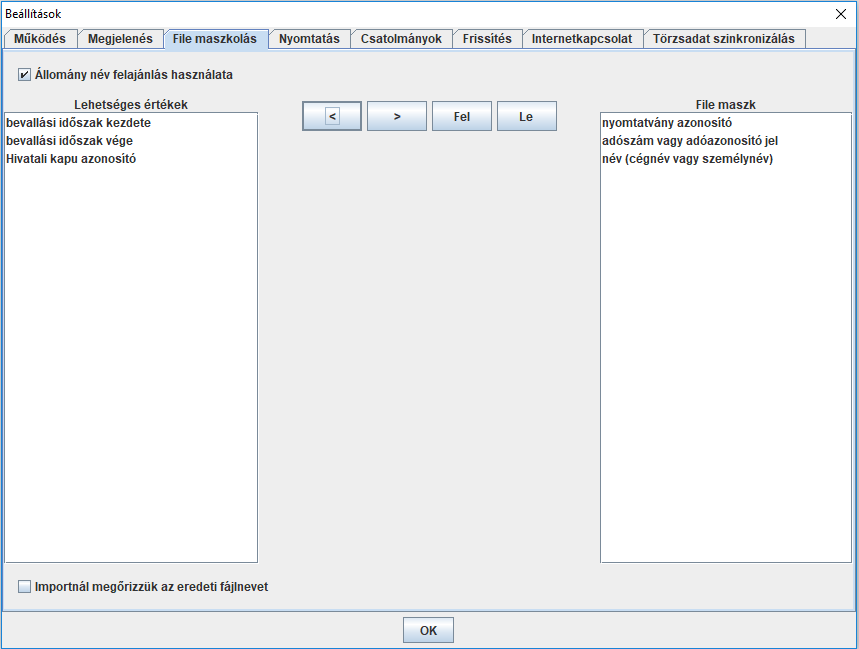 Beállítások
Működés Megjelenés File maszkolás Nyomtatás Csatolmányok Frissítés Internetkapcsolat Törzsadat szinkronizálás
Állomány név felajánlás használata
Lehetséges értékek
bevallási időszak kezdete
bevallási időszak vége
Hivatali kapu azonosító
< > Fel Le
File maszk
nyomtatvány azonosító
adószám vagy adóazonosító jel
név (cégnév vagy személynév)
Importnál megőrizzük az eredeti fájlnevet
OK